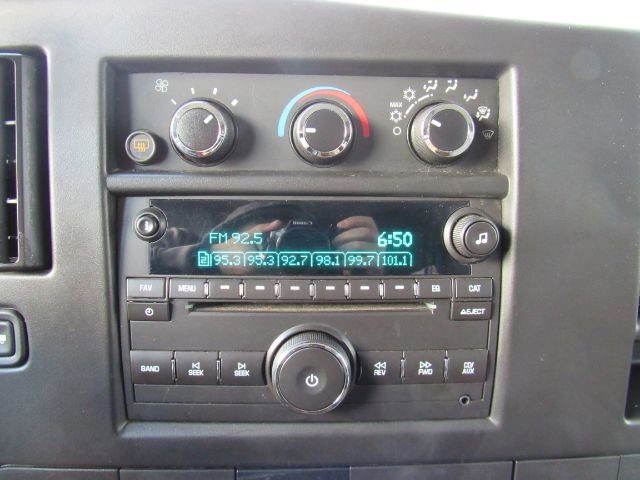 MAX
FM 92.5 6:50
2 95.3 95.3 92.7 98.1 99.7 101.1
FAV MENU EQ CAT
EJECT
BAND SEEK SEEK REV FWD CD/AUX